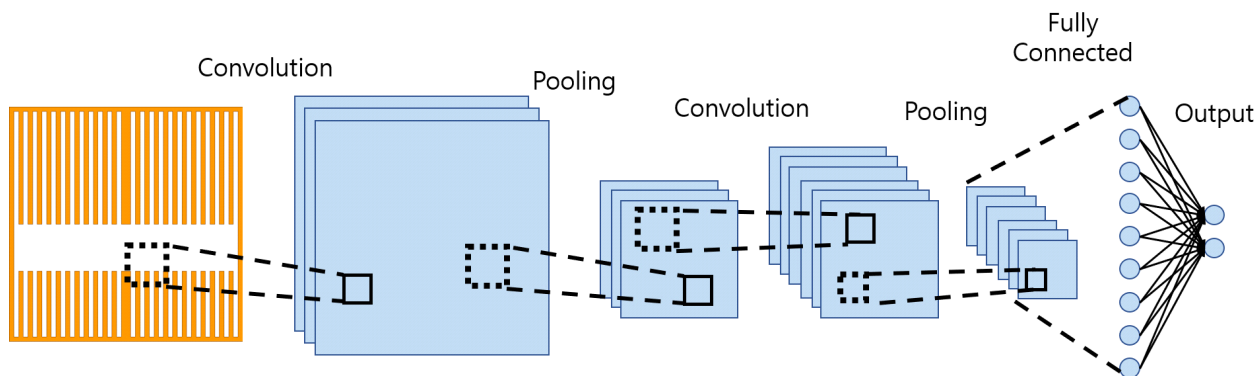 Convolution
Pooling
Convolution
Pooling
Fully
Connected
Output